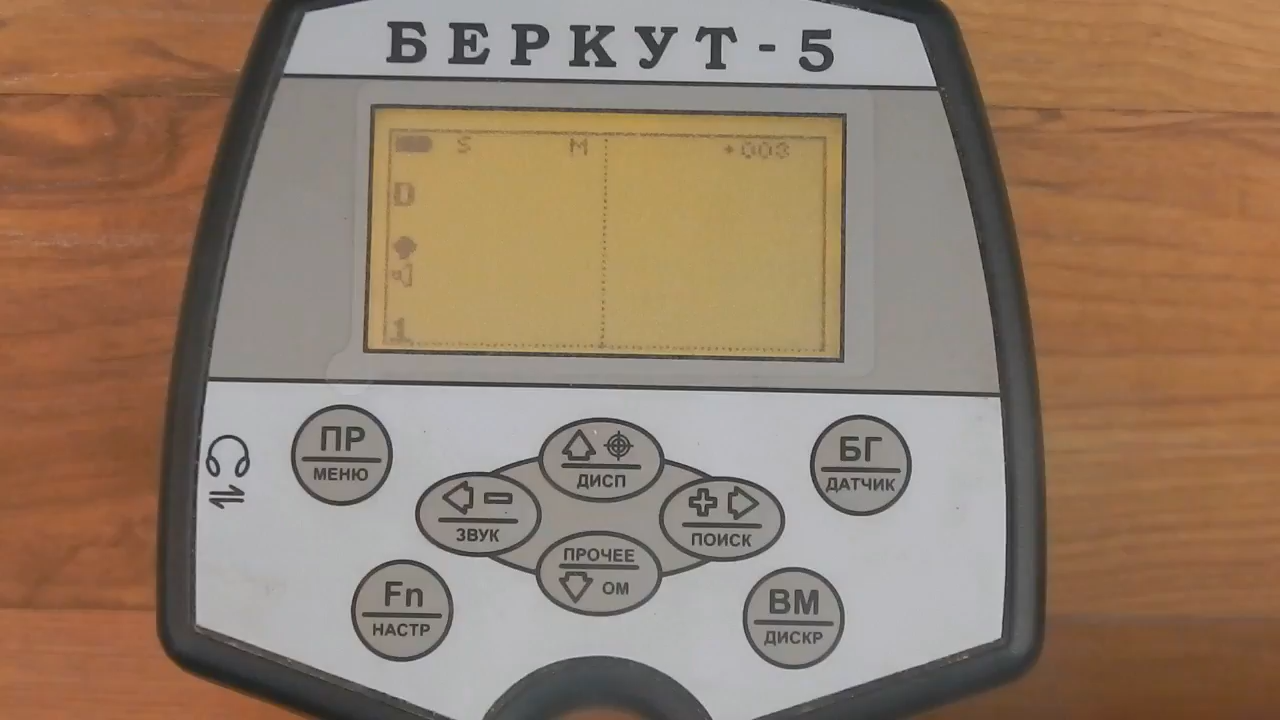 БЕРКУТ-5
S M +003
D
1
ПР
МЕНЮ
ДИСП
БГ
ДАТЧИК
ЗВУК
ПОИСК
ПРОЧЕЕ
ОМ
Fn
НАСТР
ВМ
ДИСКР